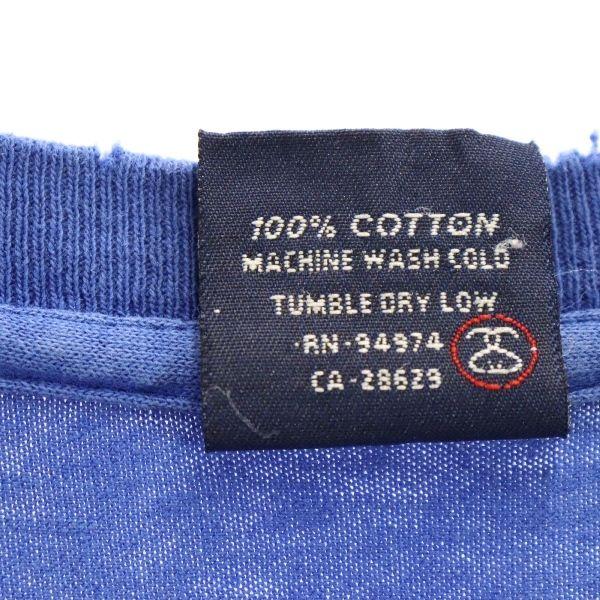 100% COTTON
MACHINE WASH COLD
TUMBLE DRY LOW
RN-94974
CA-28629